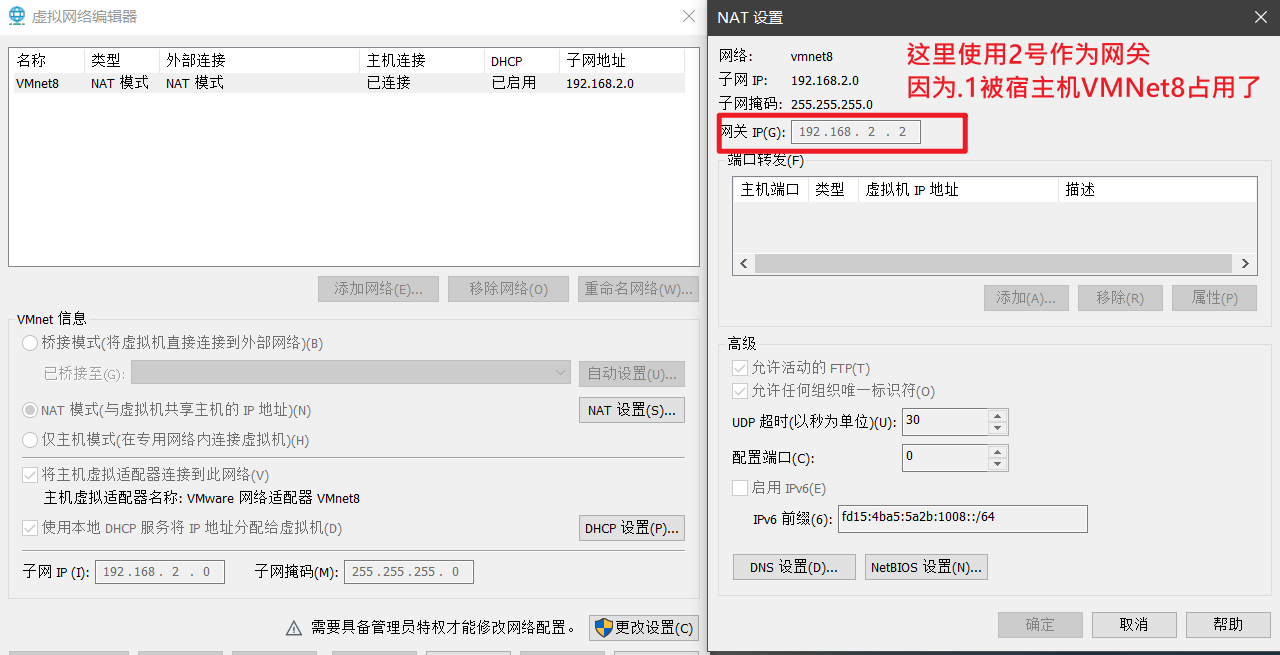 虚拟网络编辑器
名称 类型 外部连接 主机连接 DHCP 子网地址
VMnet8 NAT 模式 NAT 模式 已连接 已启用 192.168.2.0
添加网络(E)... 移除网络(O) 重命名网络(W)...
VMnet 信息
桥接模式(将虚拟机直接连接到外部网络)(B)
已桥接至(G): 自动设置(U)...
NAT 模式(与虚拟机共享主机的 IP 地址)(N) NAT 设置(S)...
仅主机模式(在专用网络内连接虚拟机)(H)
将主机虚拟适配器连接到此网络(V)
主机虚拟适配器名称: VMware 网络适配器 VMnet8
使用本地 DHCP 服务将 IP 地址分配给虚拟机(D) DHCP 设置(P)...
子网 IP (I): 192.168. 2 . 0 子网掩码(M): 255.255.255. 0
需要具备管理员特权才能修改网络配置。 更改设置(C)
NAT 设置
网络: vmnet8
子网 IP: 192.168.2.0
子网掩码: 255.255.255.0
这里使用2号作为网关
因为.1被宿主机VMNet8占用了
网关 IP(G): 192.168. 2 . 2
端口转发(F)
主机端口 类型 虚拟机 IP 地址 描述
添加(A)... 移除(R) 属性(P)
高级
允许活动的 FTP(T)
允许任何组织唯一标识符(O)
UDP 超时(以秒为单位)(U): 30
配置端口(C): 0
启用 IPv6(E)
IPv6 前缀(6): fd15:4ba5:5a2b:1008::/64
DNS 设置(D)... NetBIOS 设置(N)...
确定 取消 帮助